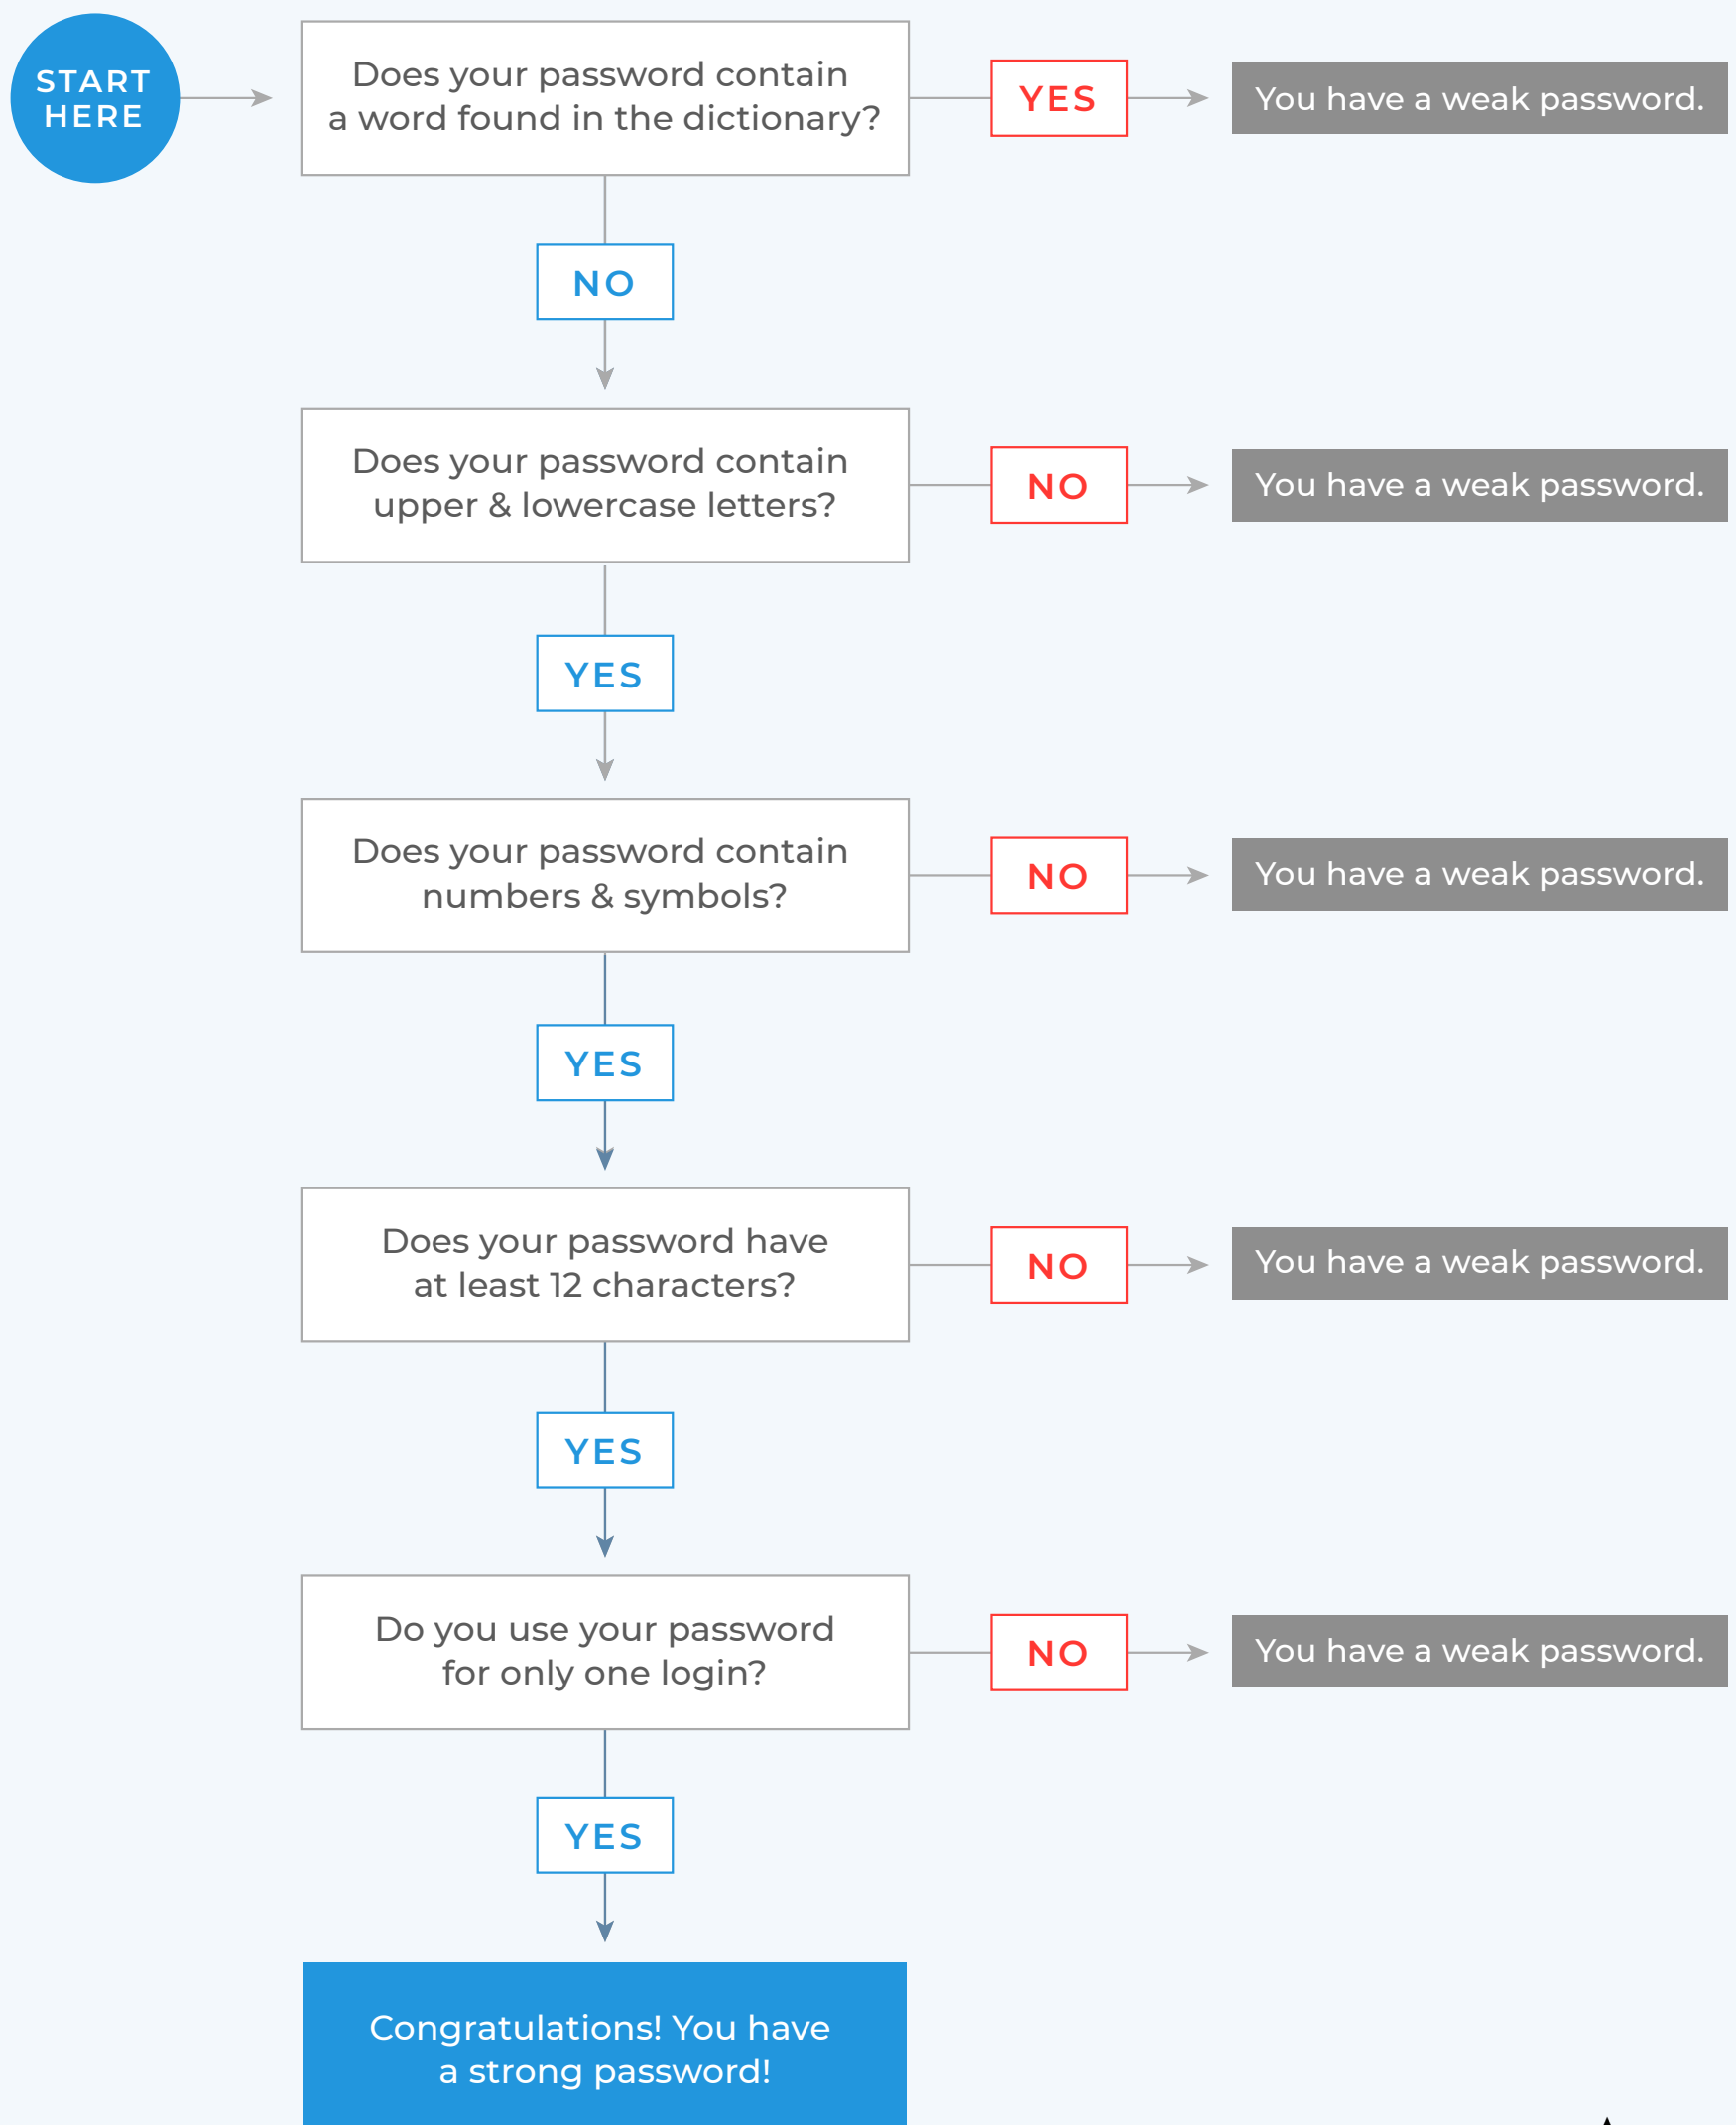 START
HERE
Does your password contain
a word found in the dictionary?
YES
You have a weak password.
NO
Does your password contain
upper & lowercase letters?
NO
You have a weak password.
YES
Does your password contain
numbers & symbols?
NO
You have a weak password.
YES
Does your password have
at least 12 characters?
NO
You have a weak password.
YES
Do you use your password
for only one login?
NO
You have a weak password.
YES
Congratulations! You have
a strong password!